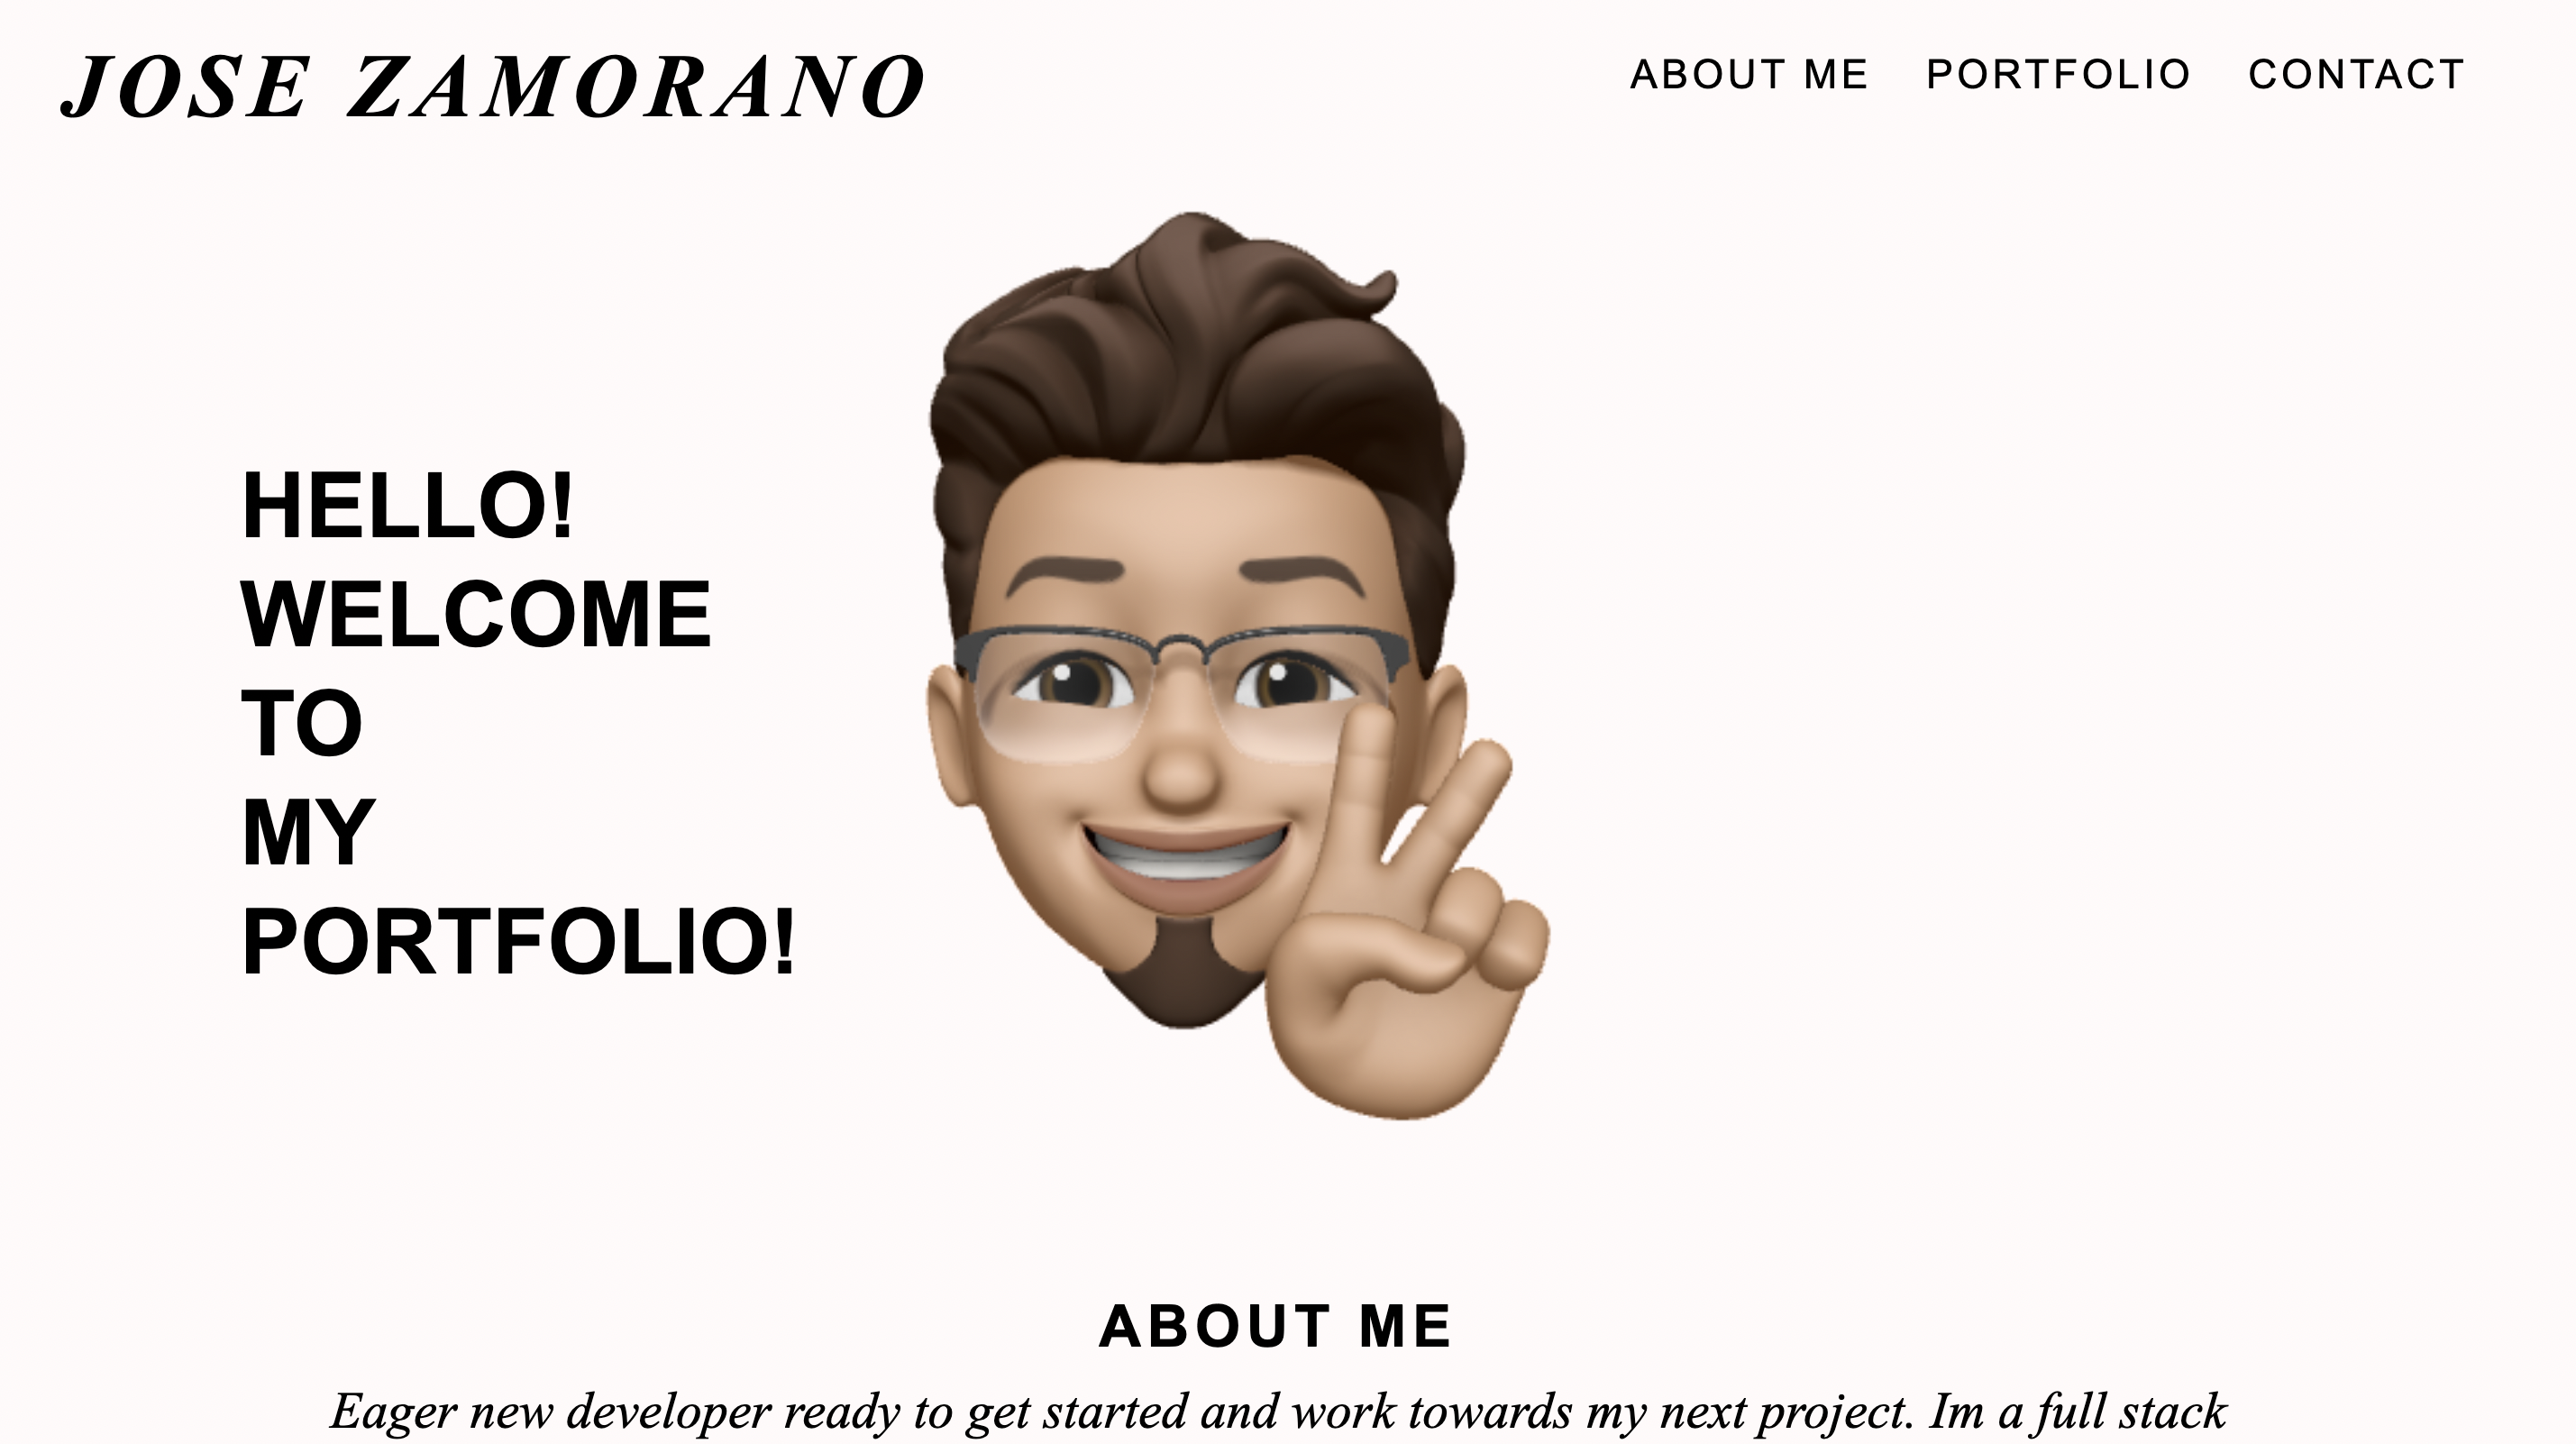 JOSE ZAMORANO
ABOUT ME PORTFOLIO CONTACT
HELLO!
WELCOME
TO
MY
PORTFOLIO!
ABOUT ME
Eager new developer ready to get started and work towards my next project. Im a full stack